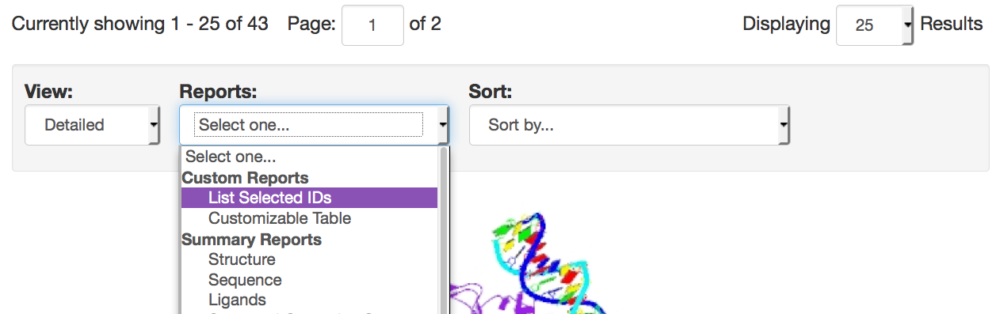 Currently showing 1 - 25 of 43 Page: 1 of 2 Displaying 25 Results
View: Reports: Sort:
Detailed Select one... Sort by...
Select one...
Custom Reports
List Selected IDs
Customizable Table
Summary Reports
Structure
Sequence
Ligands